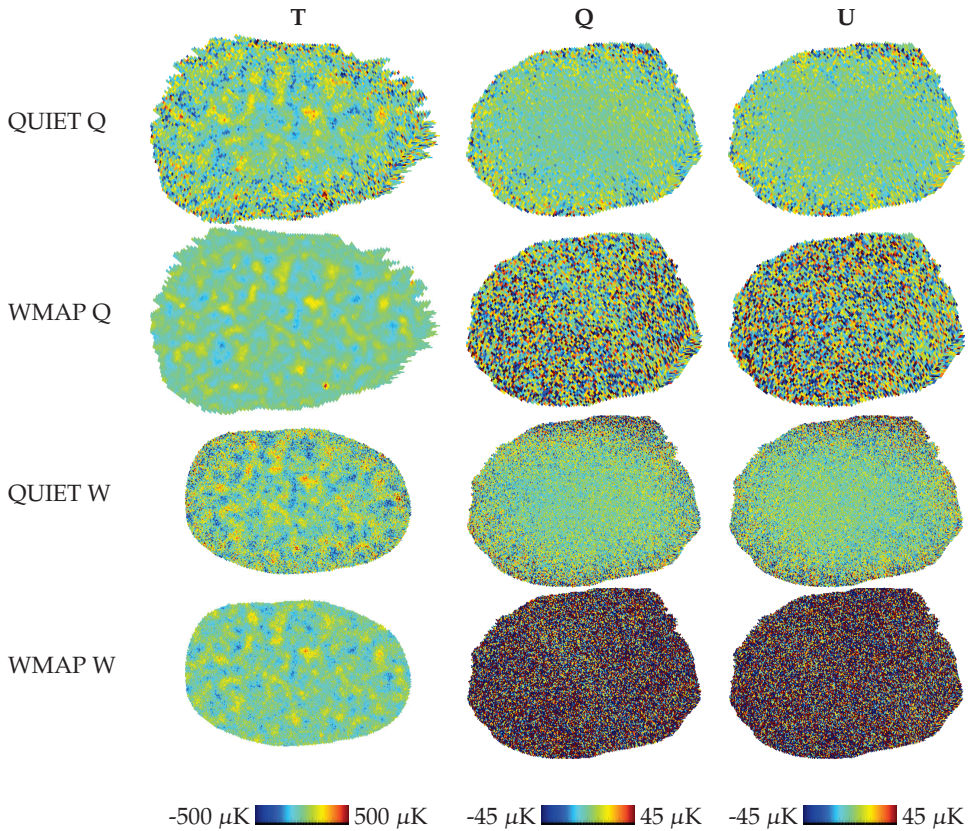 T Q U
QUIET Q
WMAP Q
QUIET W
WMAP W
-500 μK 500 μK -45 μK 45 μK -45 μK 45 μK